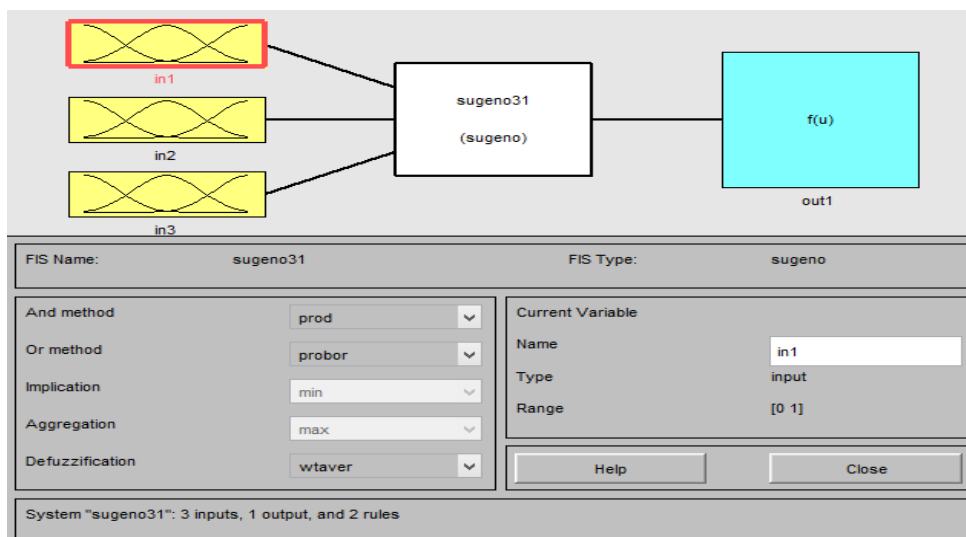 in1
in2
in3
sugeno31
(sugeno)
f(u)
out1
FIS Name: sugeno31 FIS Type: sugeno
And method prod
Or method probor
Implication min
Aggregation max
Defuzzification wtaver
Current Variable
Name in1
Type input
Range [0 1]
Help Close
System "sugeno31": 3 inputs, 1 output, and 2 rules